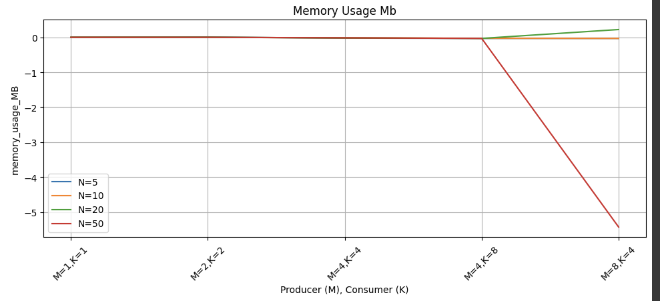 Memory Usage Mb
memory_usage_MB
0
−1
−2
−3
−4
−5
N=5
N=10
N=20
N=50
M=1,K=1
M=2,K=2
M=4,K=4
M=4,K=8
M=8,K=4
Producer (M), Consumer (K)